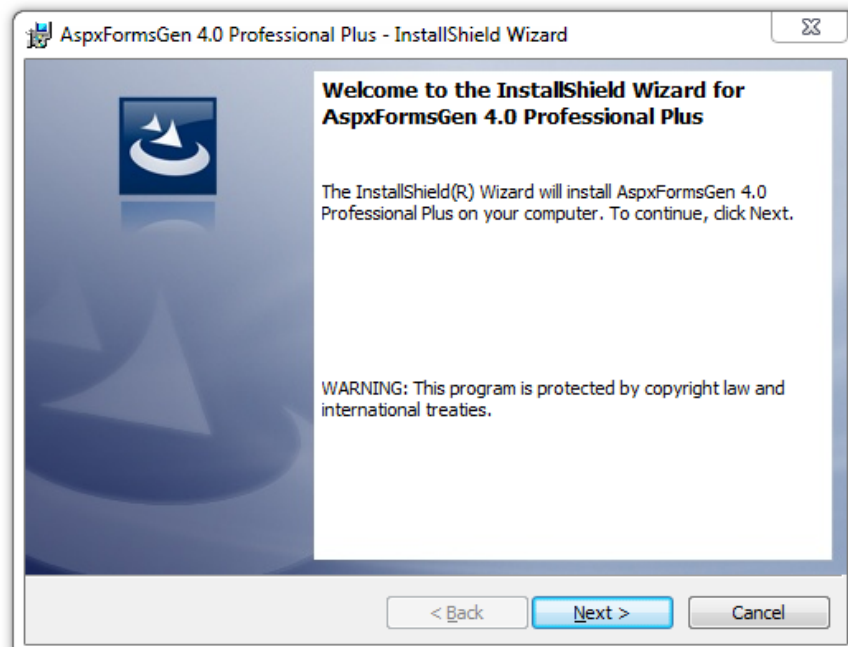 AspxFormsGen 4.0 Professional Plus - InstallShield Wizard
Welcome to the InstallShield Wizard for
AspxFormsGen 4.0 Professional Plus
The InstallShield(R) Wizard will install AspxFormsGen 4.0
Professional Plus on your computer. To continue, click Next.
WARNING: This program is protected by copyright law and
international treaties.
< Back
Next >
Cancel